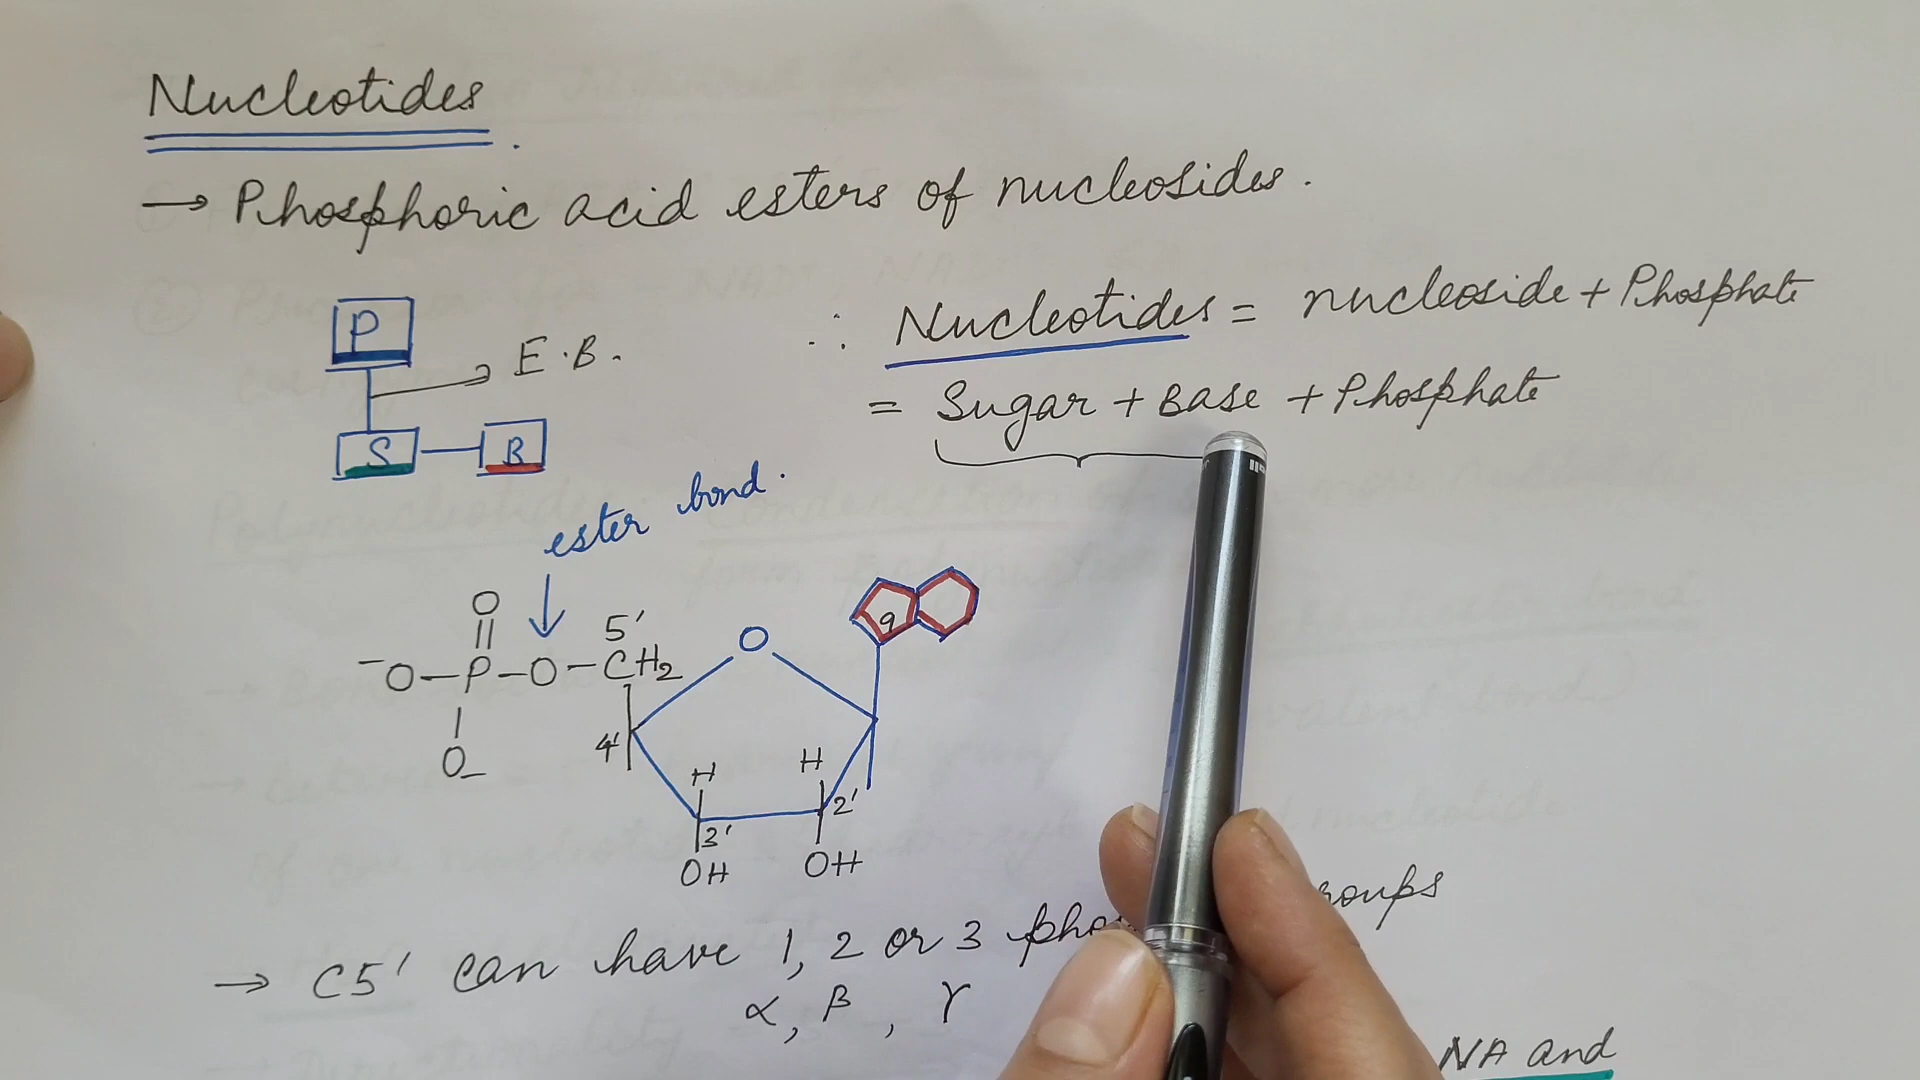 Nucleotides
→ Phosphoric acid esters of nucleosides.
P
→ E.B.
S — B
∴ Nucleotides = nucleoside + Phosphate
= Sugar + Base + Phosphate
ester bond.
O
5'
⁻O—P—O—CH₂
O
9
O_
4'
H
H
3'
2'
OH
OH
→ C5' can have 1, 2 or 3
α, β, γ
NA and